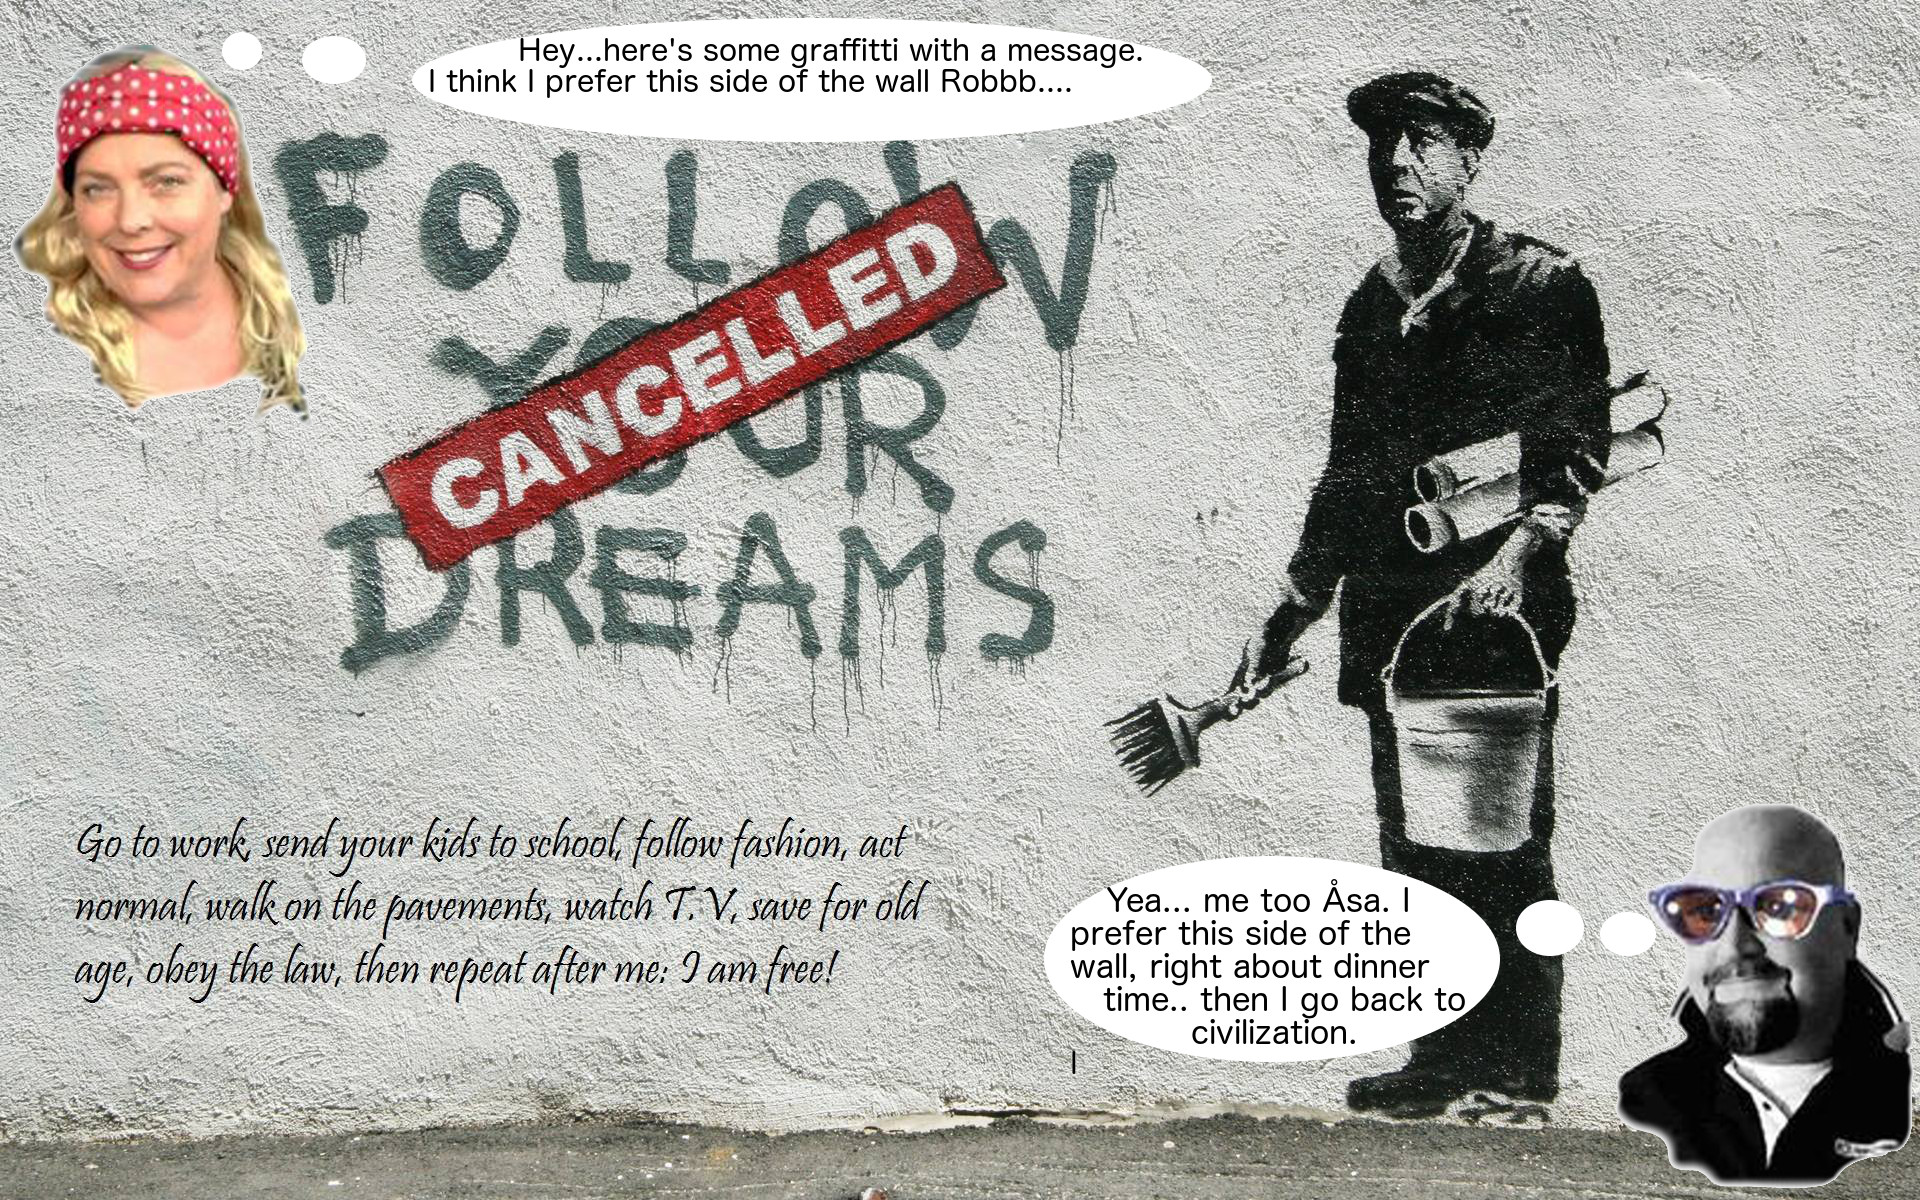 Hey...here's some graffitti with a message.
I think I prefer this side of the wall Robbb....
FOLLOW
YOUR
DREAMS
CANCELLED
Go to work, send your kids to school, follow fashion, act
normal, walk on the pavements, watch T.V, save for old
age, obey the law, then repeat after me: I am free!
Yea... me too Åsa. I
prefer this side of the
wall, right about dinner
time.. then I go back to
civilization.
I